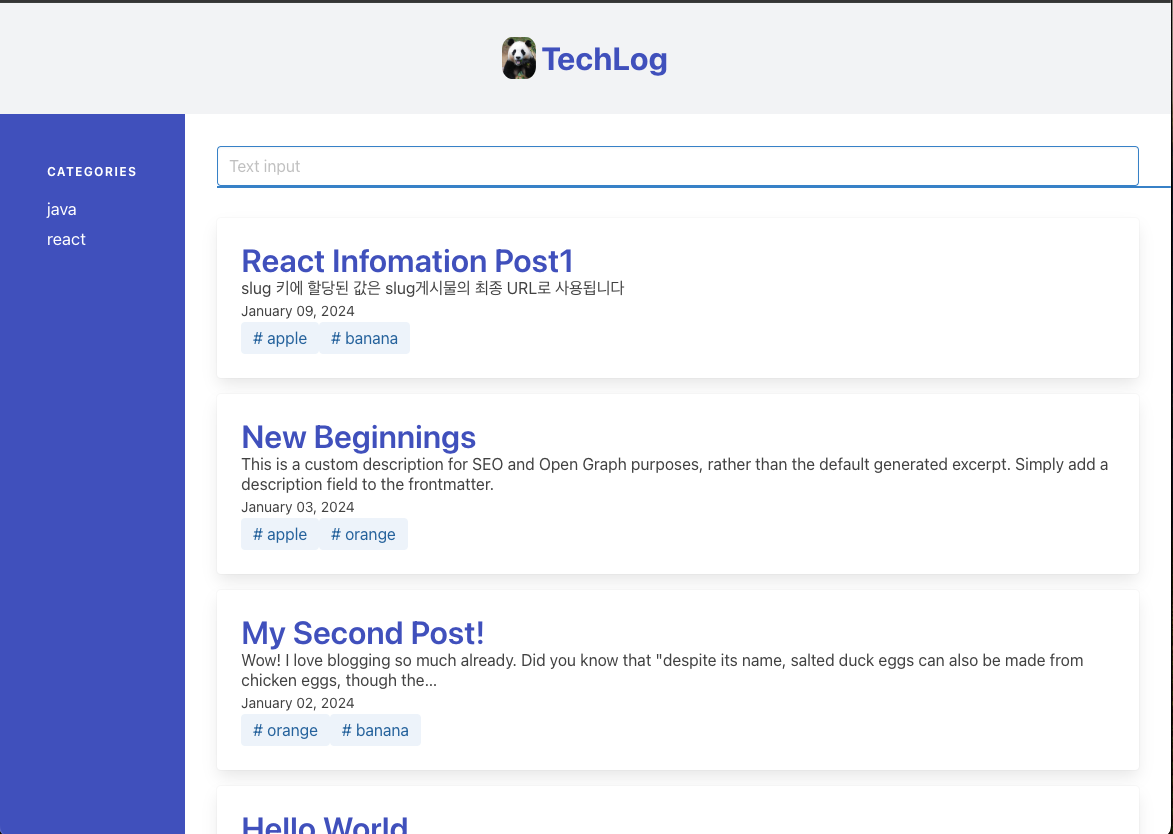 TechLog
CATEGORIES
java
react
Text input
React Infomation Post1
slug 키에 할당된 값은 slug게시물의 최종 URL로 사용됩니다
January 09, 2024
# apple # banana
New Beginnings
This is a custom description for SEO and Open Graph purposes, rather than the default generated excerpt. Simply add a
description field to the frontmatter.
January 03, 2024
# apple # orange
My Second Post!
Wow! I love blogging so much already. Did you know that "despite its name, salted duck eggs can also be made from
chicken eggs, though the...
January 02, 2024
# orange # banana
Hello World